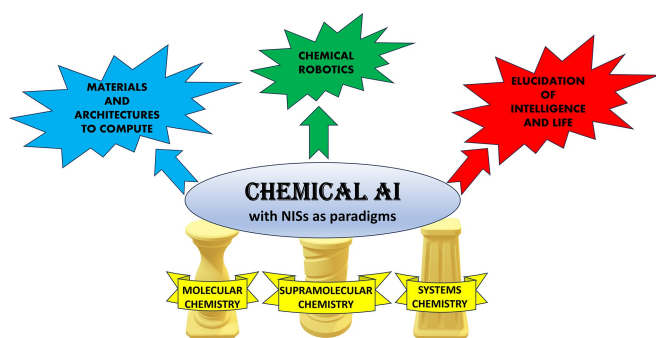 CHEMICAL
ROBOTICS
MATERIALS
AND
ARCHITECTURES
TO COMPUTE
ELUCIDATION
OF
INTELLIGENCE
AND LIFE
CHEMICAL AI
with NISs as paradigms
MOLECULAR
CHEMISTRY
SUPRAMOLECULAR
CHEMISTRY
SYSTEMS
CHEMISTRY